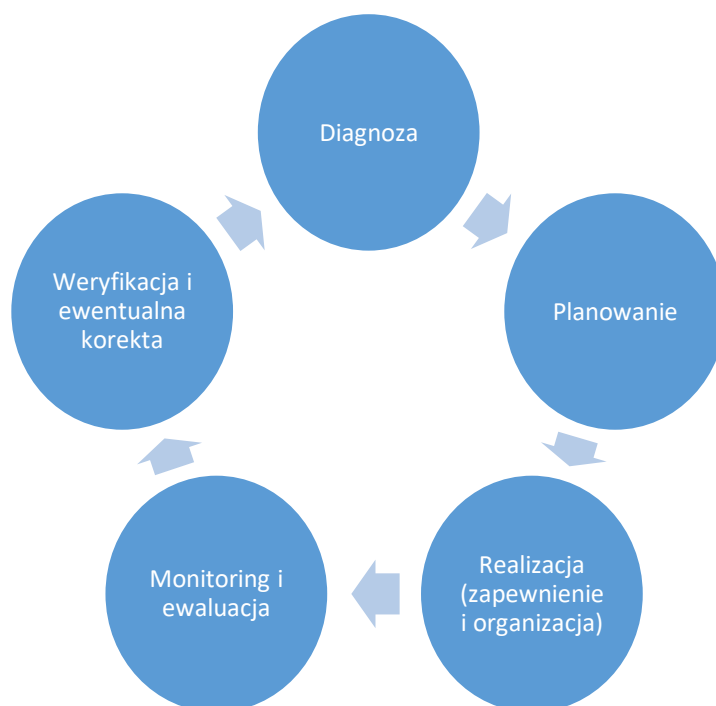 Diagnoza
Planowanie
Realizacja
(zapewnienie
i organizacja)
Monitoring i
ewaluacja
Weryfikacja i
ewentualna
korekta